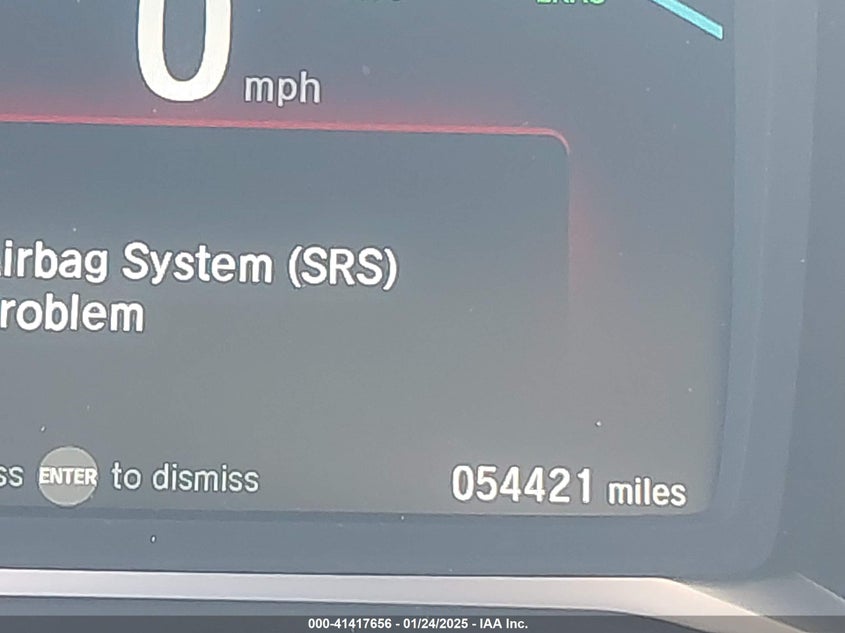 0 mph
irbag System (SRS)
roblem
ss ENTER to dismiss
054421 miles
000-41417656 - 01/24/2025 - IAA Inc.